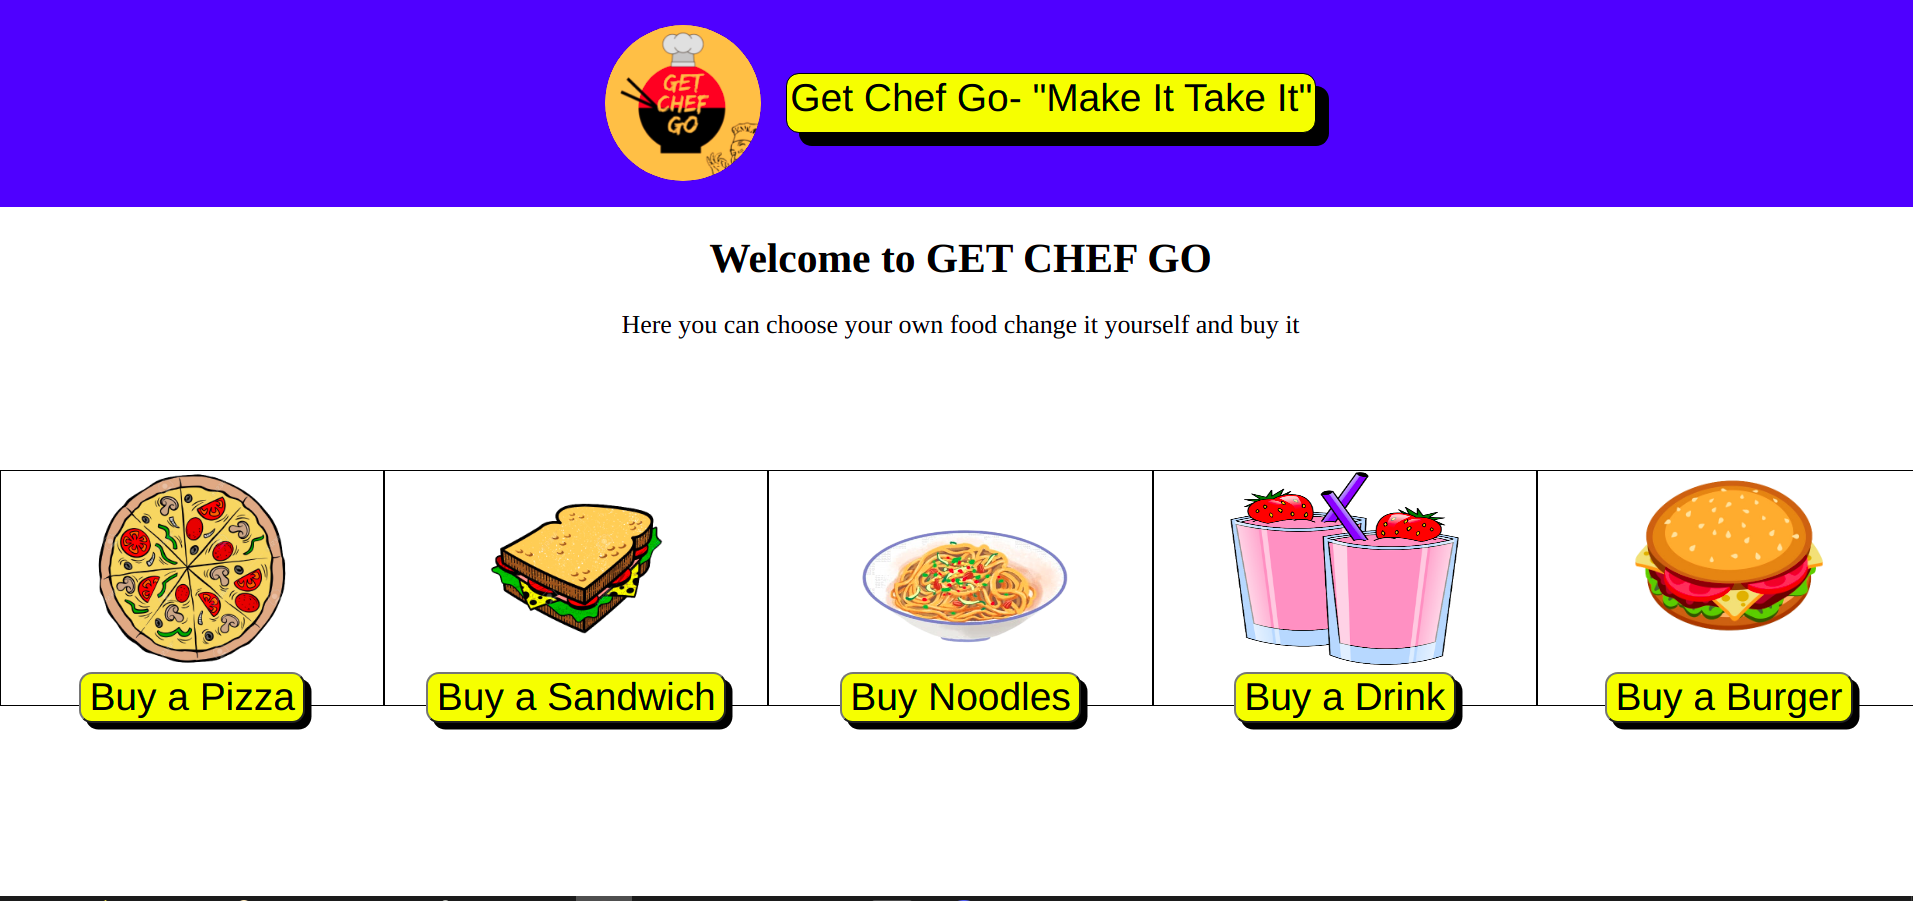 GET
CHEF
GO
Get Chef Go- "Make It Take It"
Welcome to GET CHEF GO
Here you can choose your own food change it yourself and buy it
Buy a Pizza
Buy a Sandwich
Buy Noodles
Buy a Drink
Buy a Burger